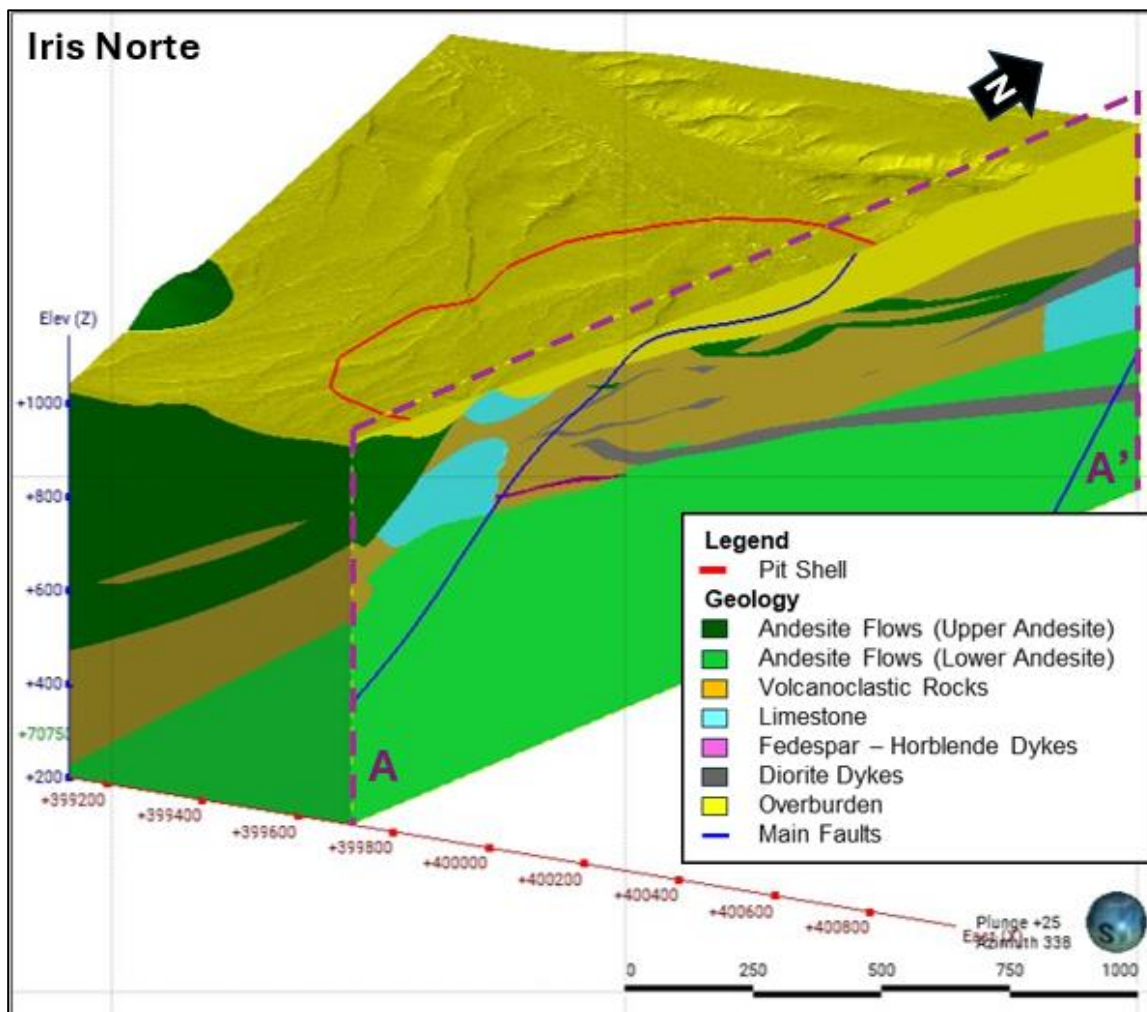 Iris Norte
N
Elev (Z)
+1000
+800
+600
+400
+7075
+200
A
A'
+399200
+399400
+399600
+399800
+400000
+400200
+400400
+400600
+400800
Legend
Pit Shell
Geology
Andesite Flows (Upper Andesite)
Andesite Flows (Lower Andesite)
Volcanoclastic Rocks
Limestone
Fedespar – Horblende Dykes
Diorite Dykes
Overburden
Main Faults
Plunge +25
Azimuth 338
S
0 250 500 750 1000